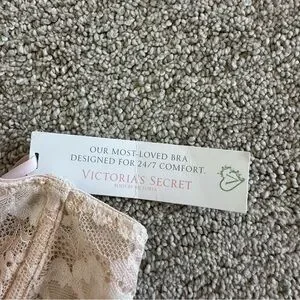 OUR MOST-LOVED BRA
DESIGNED FOR 24/7 COMFORT.
VICTORIA'S SECRET